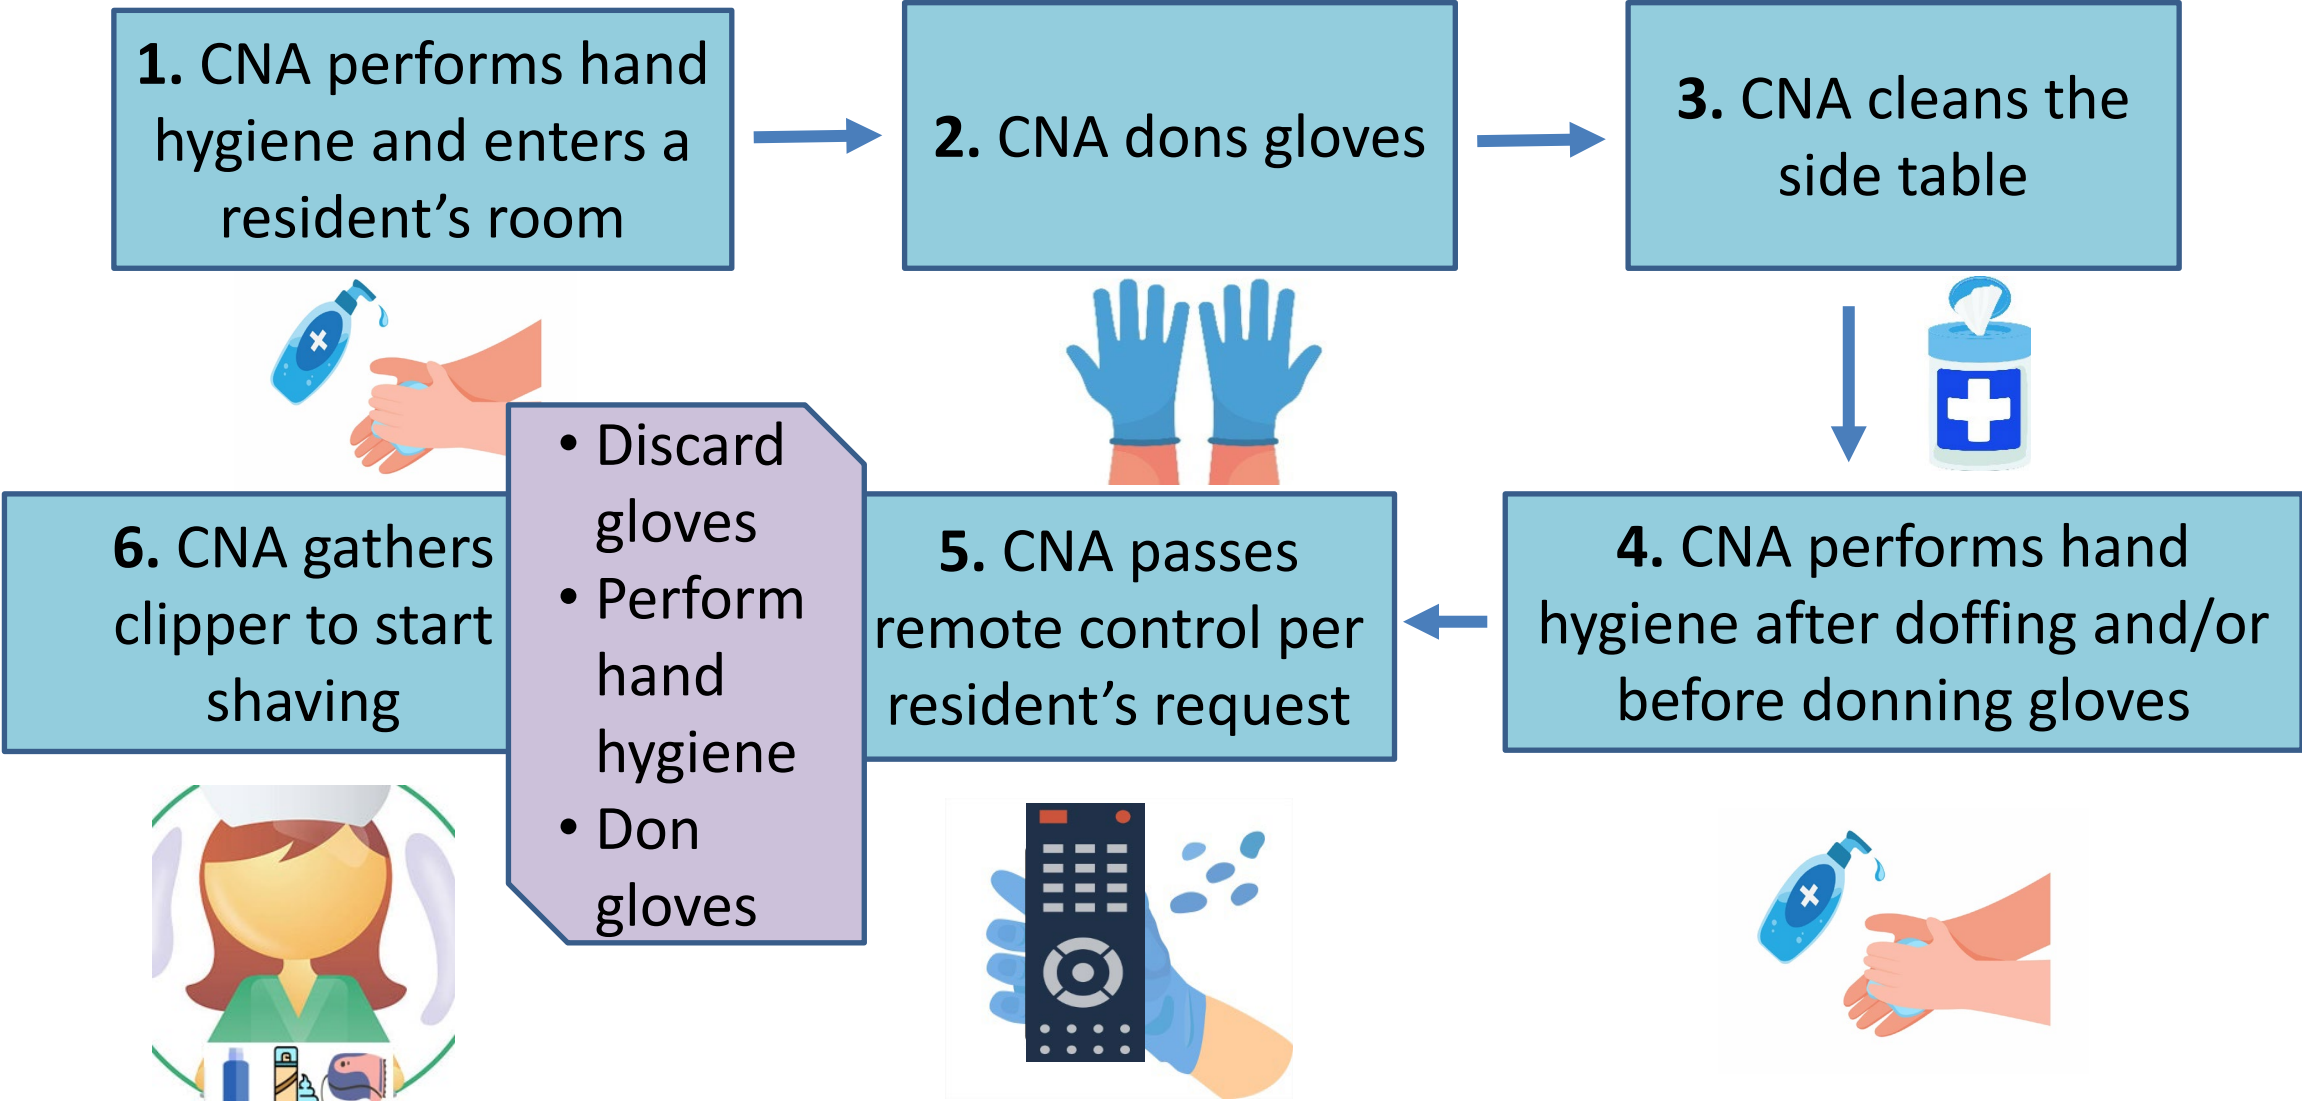 1. CNA performs hand
hygiene and enters a
resident’s room
2. CNA dons gloves
3. CNA cleans the
side table
4. CNA performs hand
hygiene after doffing and/or
before donning gloves
5. CNA passes
remote control per
resident’s request
• Discard
gloves
• Perform
hand
hygiene
• Don
gloves
6. CNA gathers
clipper to start
shaving